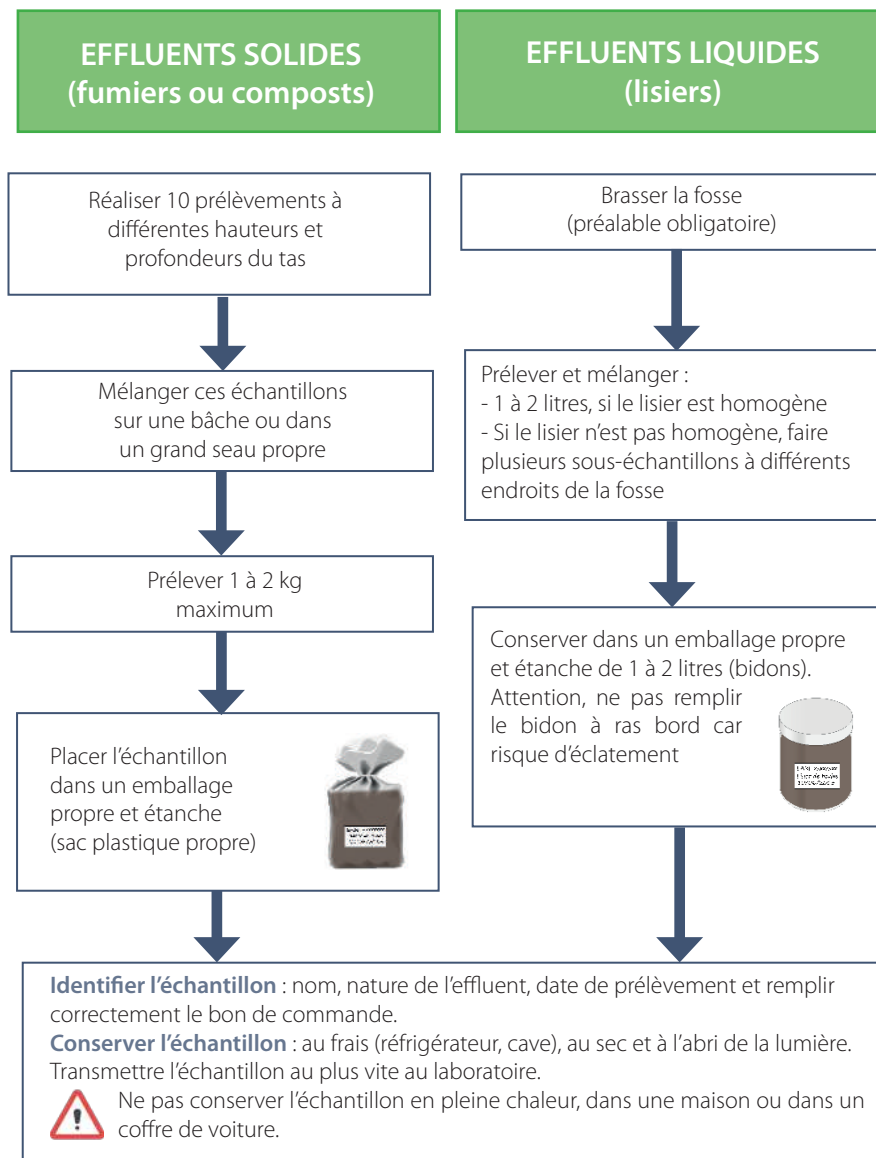 EFFLUENTS SOLIDES
(fumiers ou composts)
Réaliser 10 prélèvements à
différentes hauteurs et
profondeurs du tas
Mélanger ces échantillons
sur une bâche ou dans
un grand seau propre
Prélever 1 à 2 kg
maximum
Placer l’échantillon
dans un emballage
propre et étanche
(sac plastique propre)
EFFLUENTS LIQUIDES
(lisiers)
Brasser la fosse
(préalable obligatoire)
Prélever et mélanger :
- 1 à 2 litres, si le lisier est homogène
- Si le lisier n’est pas homogène, faire
plusieurs sous-échantillons à différents
endroits de la fosse
Conserver dans un emballage propre
et étanche de 1 à 2 litres (bidons).
Attention, ne pas remplir
le bidon à ras bord car
risque d’éclatement
Identifier l’échantillon : nom, nature de l’effluent, date de prélèvement et remplir
correctement le bon de commande.
Conserver l’échantillon : au frais (réfrigérateur, cave), au sec et à l’abri de la lumière.
Transmettre l’échantillon au plus vite au laboratoire.
Ne pas conserver l’échantillon en pleine chaleur, dans une maison ou dans un
coffre de voiture.